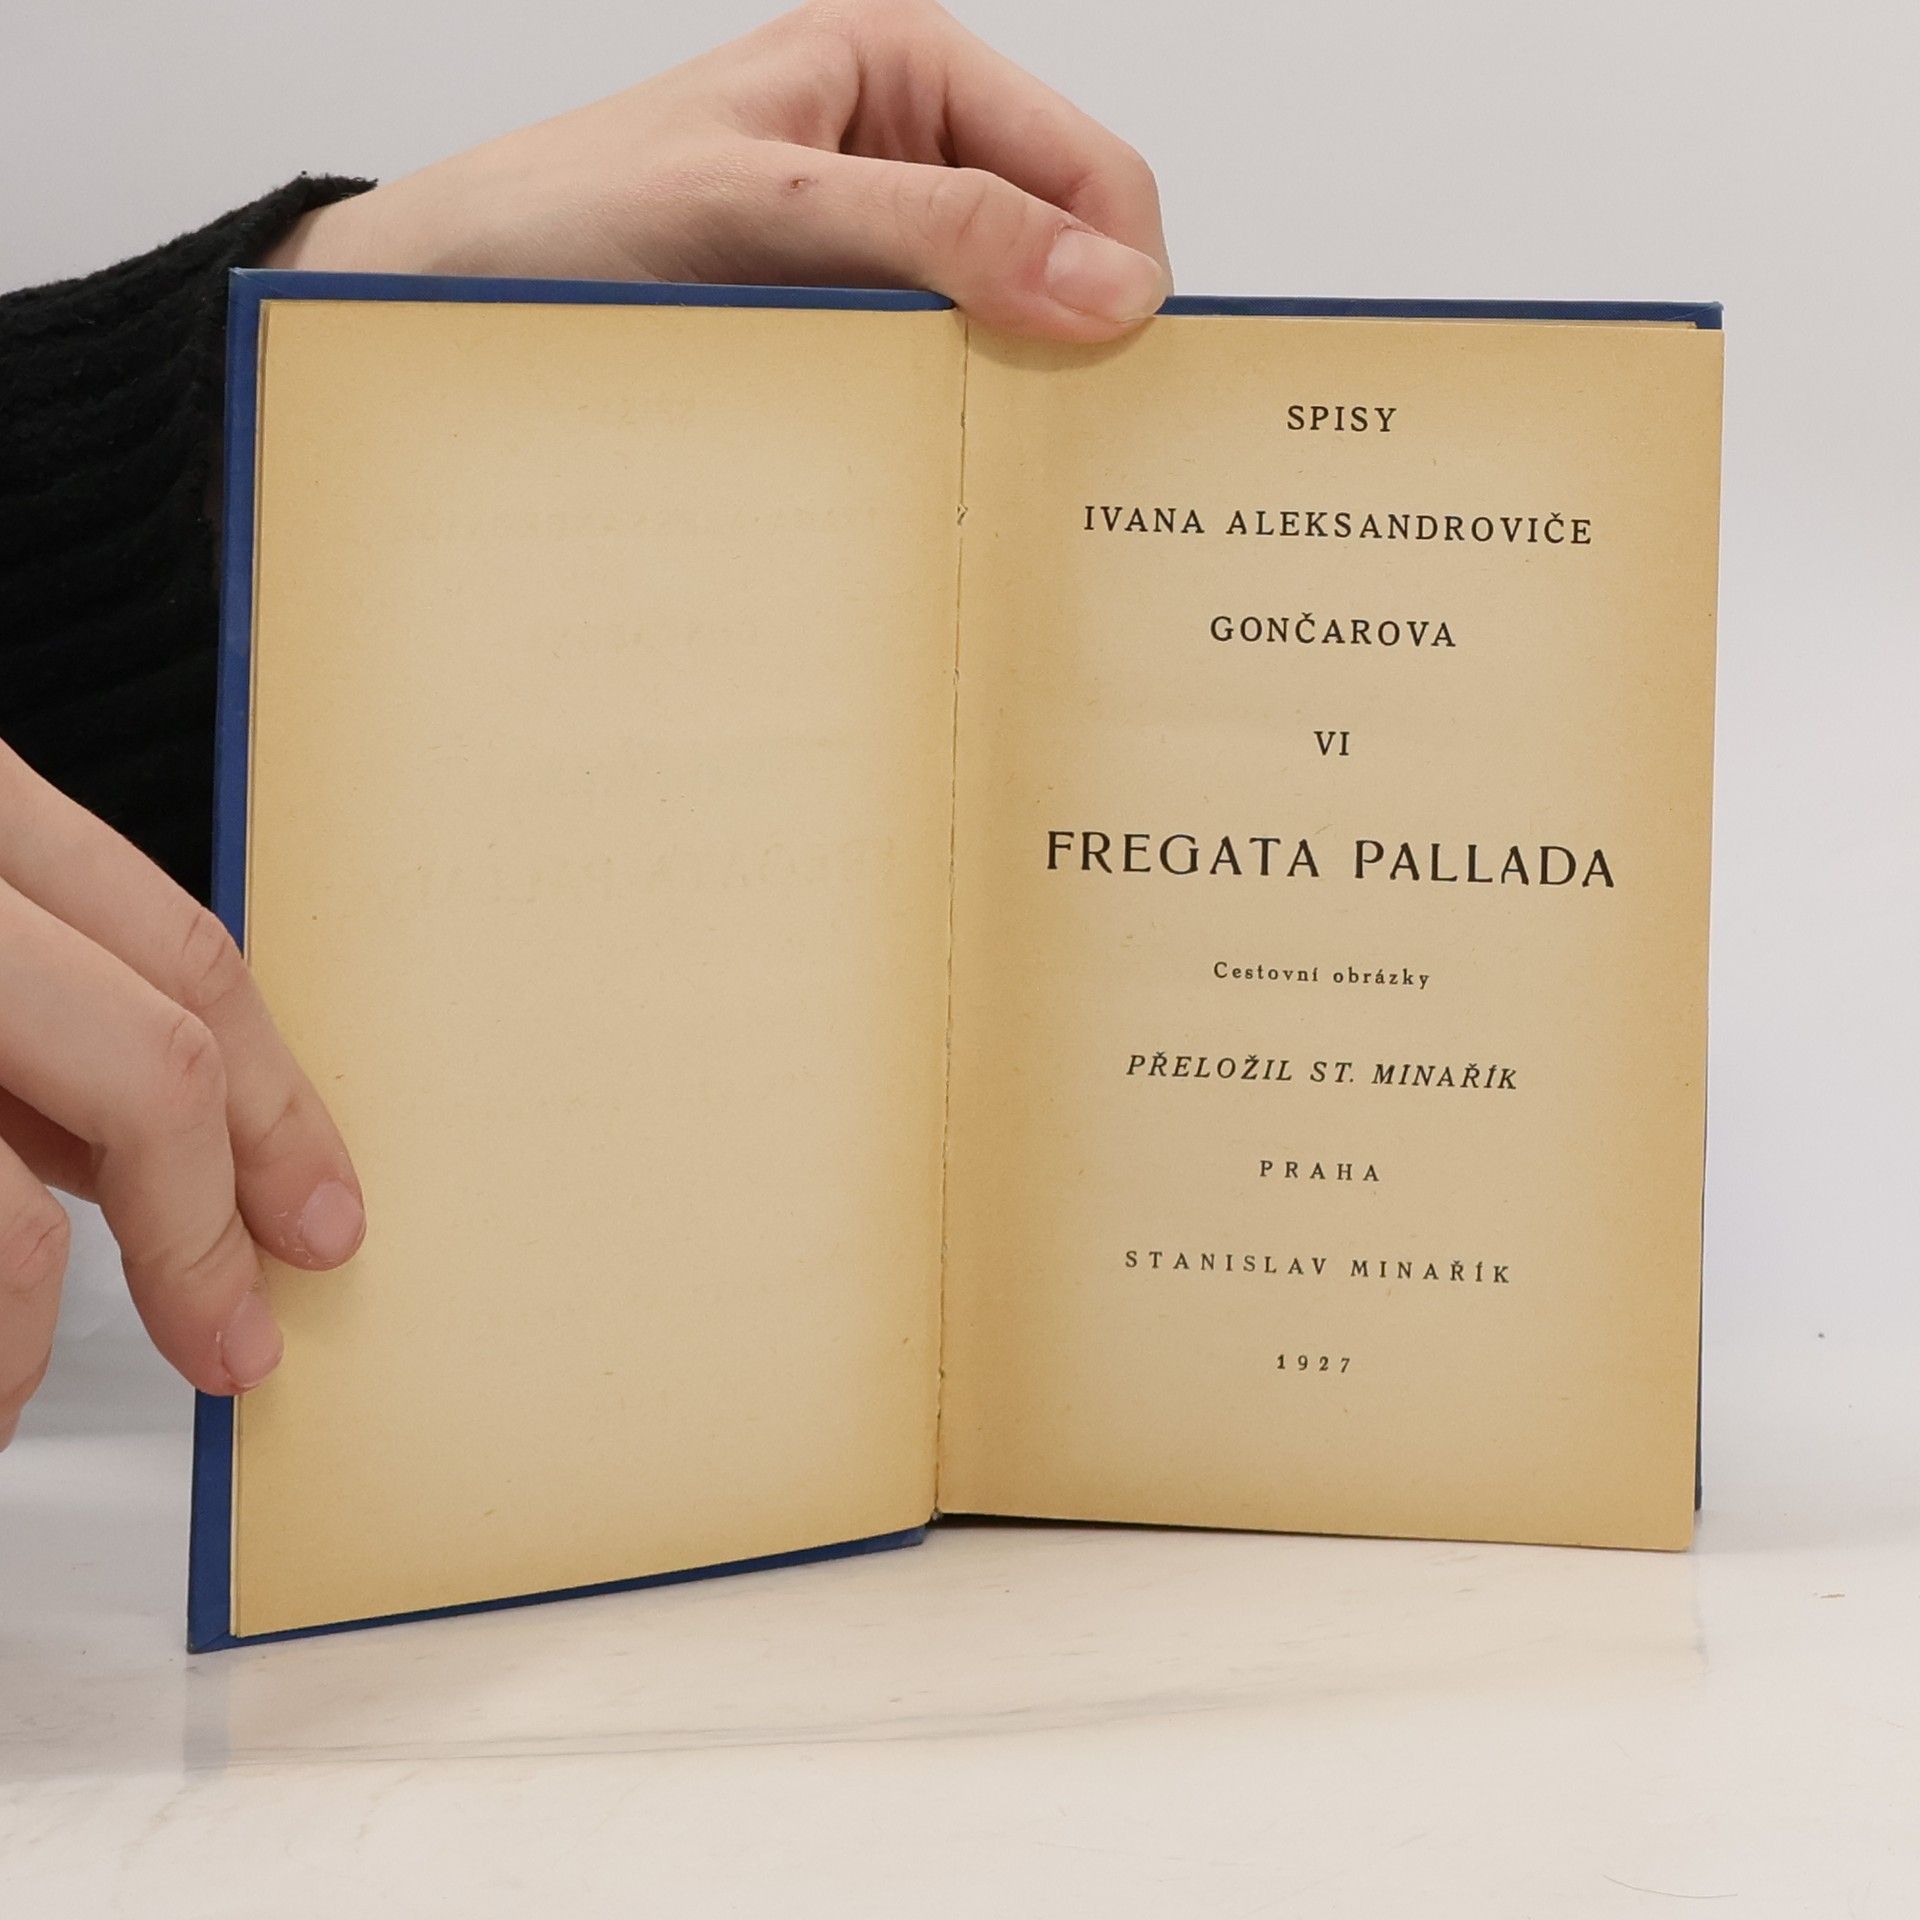 SPISY
IVANA ALEKSANDROVIČE
GONČAROVA
VI
FREGATA PALLADA
Cestovní obrázky
PŘELOŽIL ST. MINAŘÍK
PRAHA
STANISLAV MINAŘÍK
1927